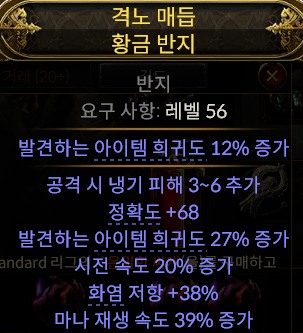 격노 매듭
황금 반지
반지
요구 사항: 레벨 56
발견하는 아이템 희귀도 12% 증가
공격 시 냉기 피해 3~6 추가
정확도 +68
발견하는 아이템 희귀도 27% 증가
시전 속도 20% 증가
화염 저항 +38%
마나 재생 속도 39% 증가